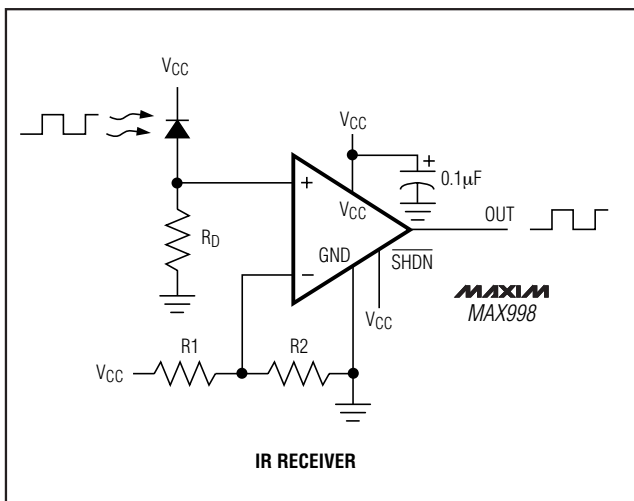 VCC
VCC
+
+
0.1µF
VCC
OUT
RD
GND
SHDN
−
MAXIM
MAX998
VCC
R1
R2
VCC
IR RECEIVER